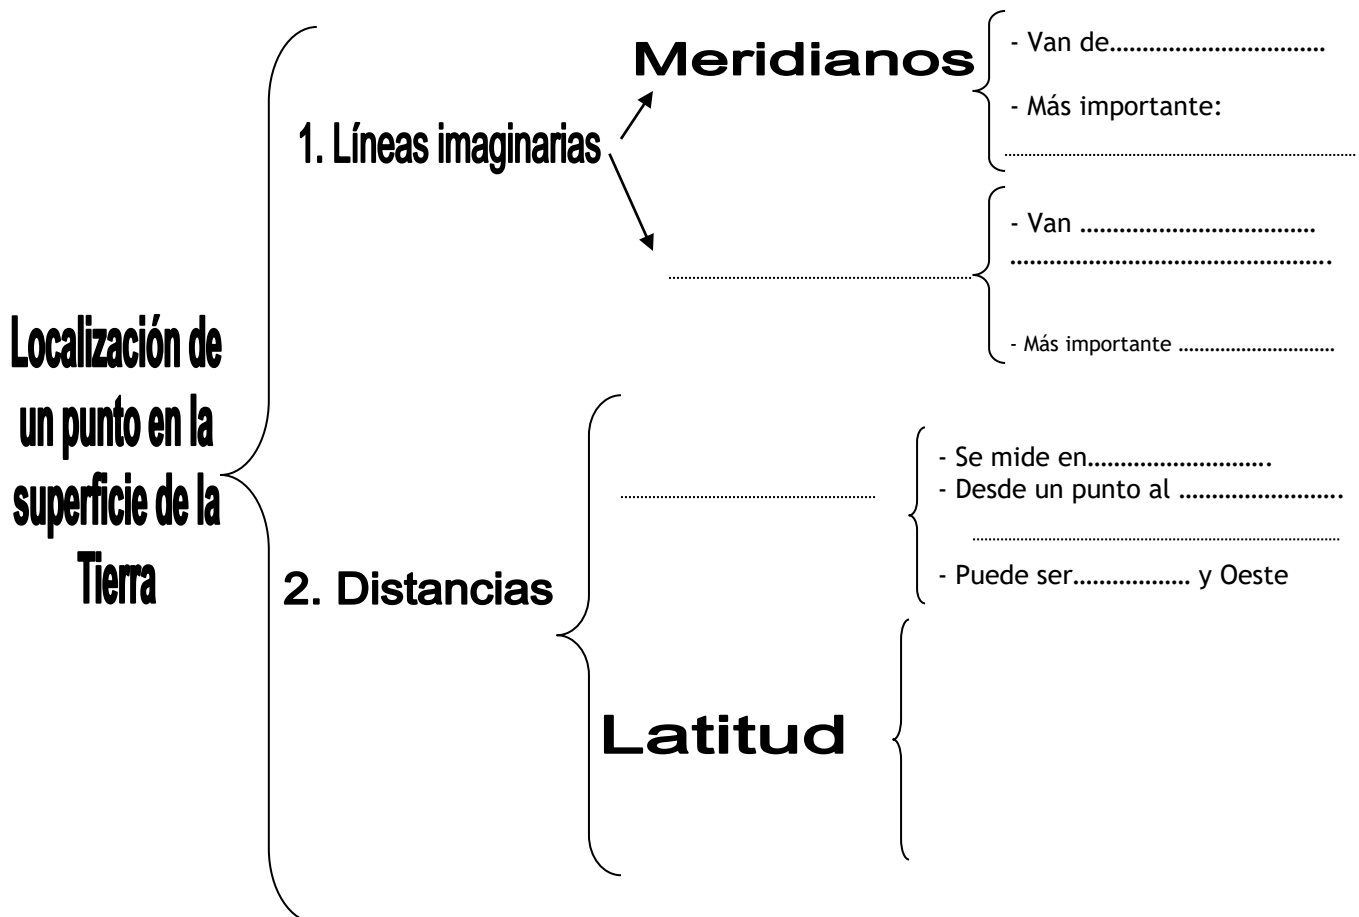 Meridianos
- Van de.................................
- Más importante:
......................................................
1. Líneas imaginarias
- Van ....................................
.................................................
......................................................
- Más importante ..............................
Localización de
un punto en la
superficie de la
Tierra
- Se mide en............................
- Desde un punto al .........................
......................................................
......................................................
- Puede ser.................. y Oeste
2. Distancias
Latitud